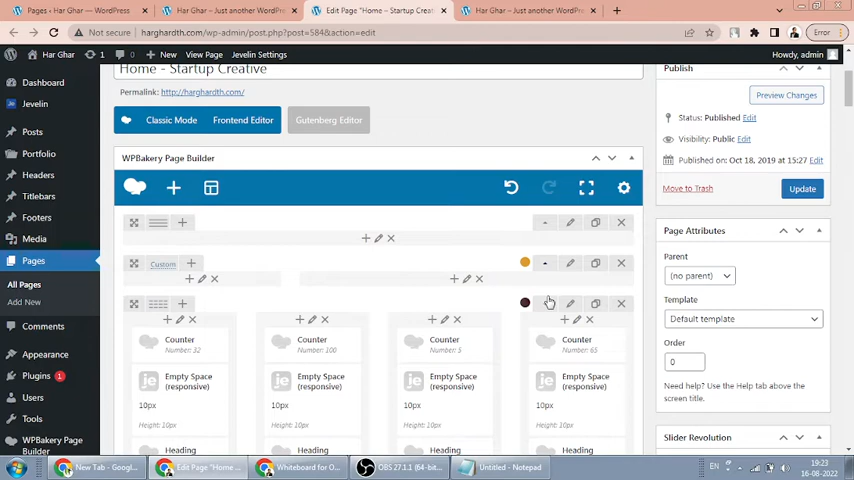 Pages ‹ Har Ghar — WordPress
Har Ghar – Just another WordPre
Edit Page "Home – Startup Creati
Har Ghar – Just another WordPre
Not secure
harghardth.com/wp-admin/post.php?post=584&action=edit
Error
Har Ghar
1
0
New
View Page
Jevelin Settings
Howdy, admin
Dashboard
Jevelin
Posts
Portfolio
Headers
Titlebars
Footers
Media
Pages
All Pages
Add New
Comments
Appearance
Plugins 1
Users
Tools
WPBakery Page
Builder
Home - Startup Creative
Permalink: http://harghardth.com/
Classic Mode
Frontend Editor
Gutenberg Editor
WPBakery Page Builder
Custom
Counter
Number: 32
Counter
Number: 100
Counter
Number: 5
Counter
Number: 65
je
Empty Space
(responsive)
je
Empty Space
(responsive)
je
Empty Space
(responsive)
je
Empty Space
(responsive)
10px
10px
10px
10px
Height: 10px
Height: 10px
Height: 10px
Height: 10px
Heading
Heading
Heading
Heading
Publish
Preview Changes
Status: Published Edit
Visibility: Public Edit
Published on: Oct 18, 2019 at 15:27 Edit
Move to Trash
Update
Page Attributes
Parent
(no parent)
Template
Default template
Order
0
Need help? Use the Help tab above the
screen title.
Slider Revolution
New Tab - Googl...
Edit Page "Home ...
Whiteboard for O...
OBS 27.1.1 (64-bit...
Untitled - Notepad
EN
19:23
16-08-2022